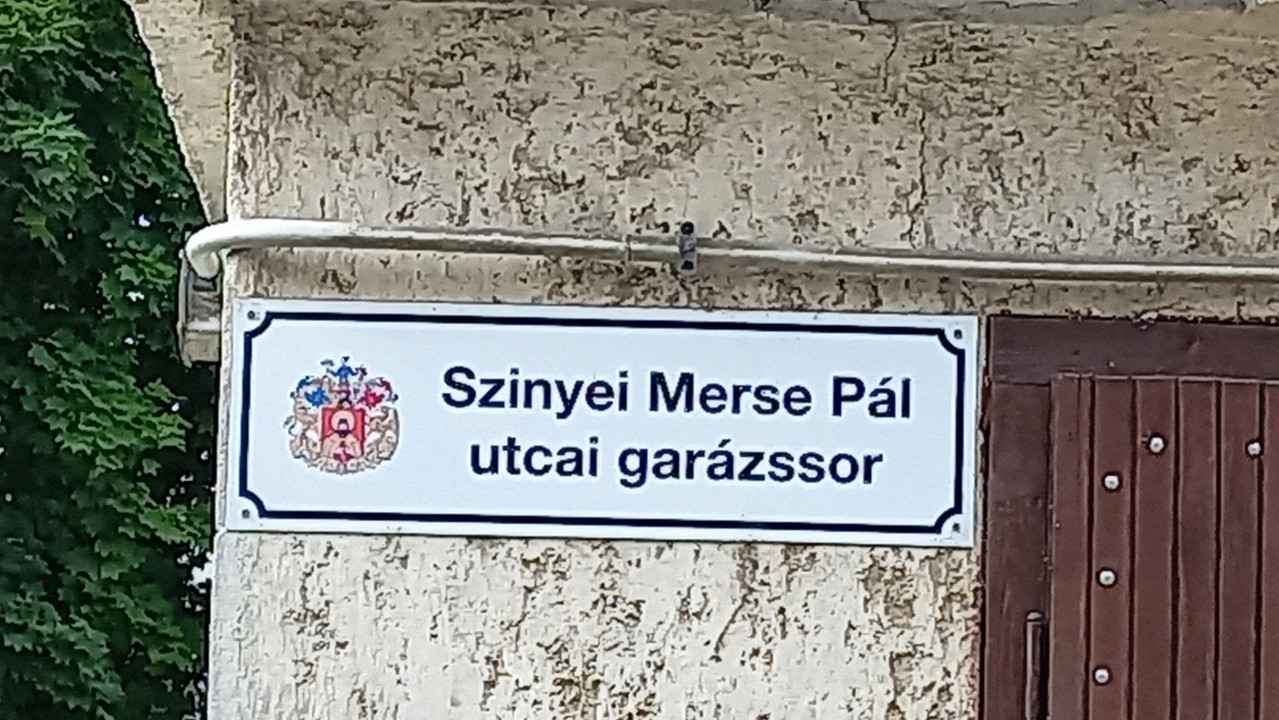 Szinyei Merse Pál
utcai garázssor